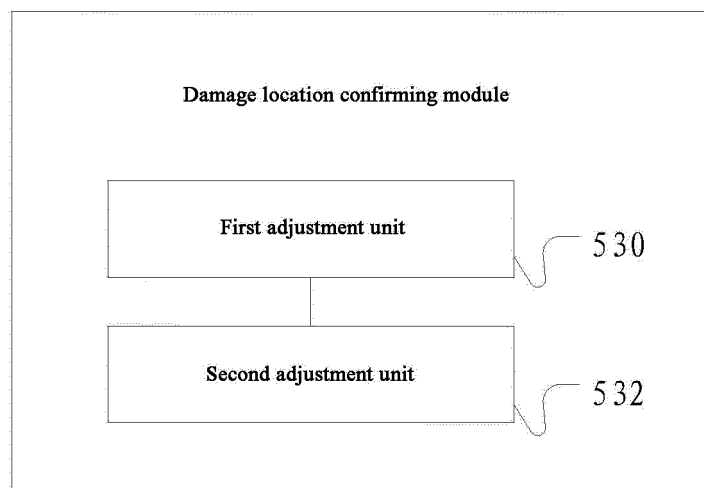 Damage location confirming module
First adjustment unit
530
Second adjustment unit
532